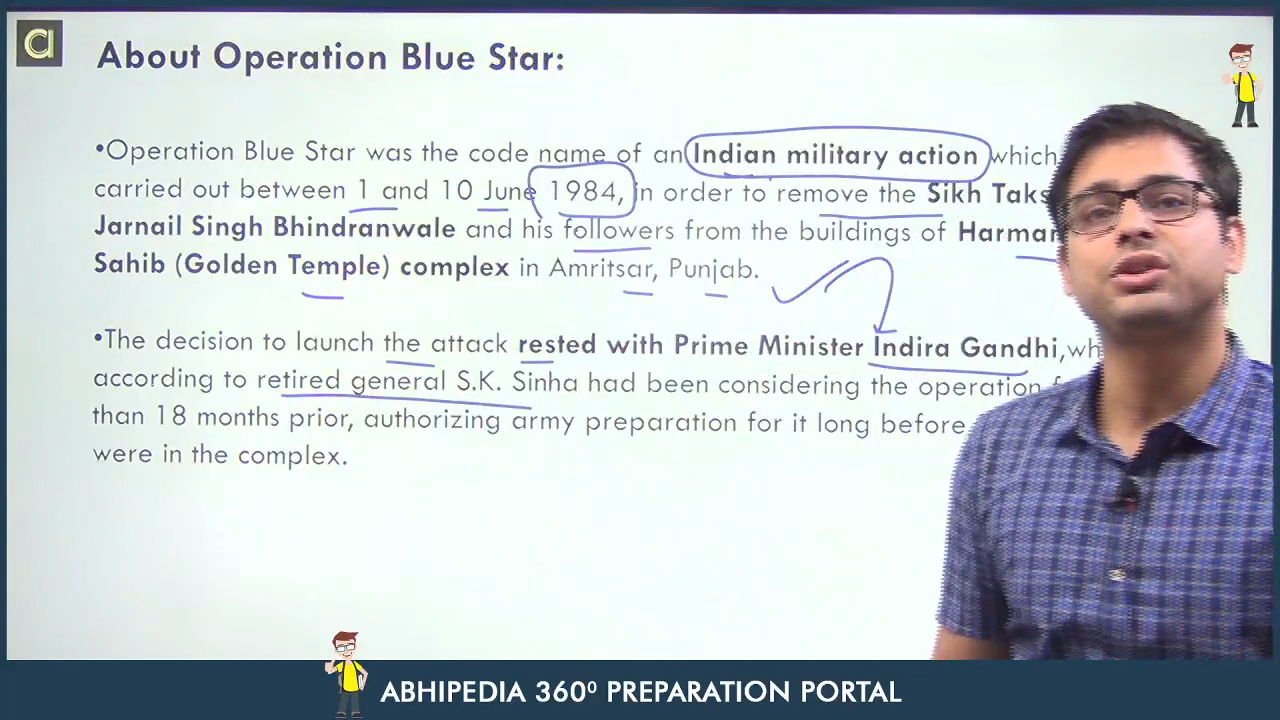 a
About Operation Blue Star:
•Operation Blue Star was the code name of an Indian military action which
carried out between 1 and 10 June 1984, in order to remove the Sikh
Jarnail Singh Bhindranwale and his followers from the buildings of
Sahib (Golden Temple) complex in Amritsar, Punjab.
•The decision to launch the attack rested with Prime Minister Indira Gandhi,
according to retired general S.K. Sinha had been considering the operation
than 18 months prior, authorizing army preparation for it long before
were in the complex.
ABHIPEDIA 360⁰ PREPARATION PORTAL